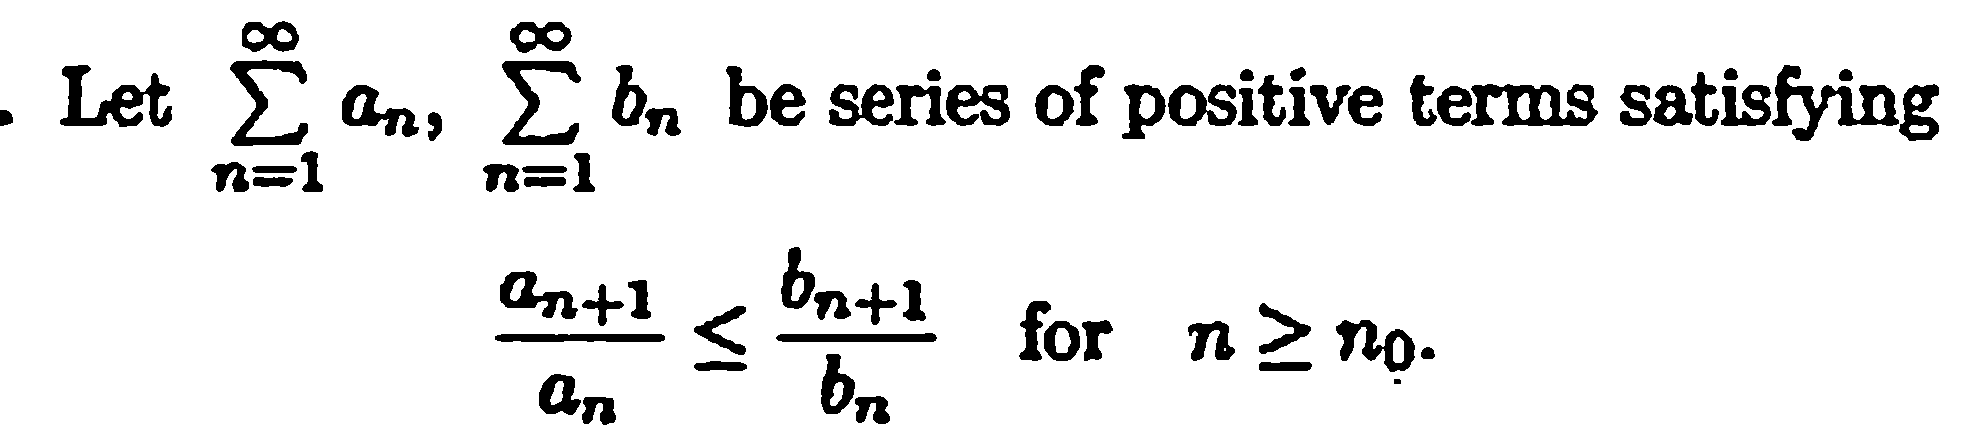 . Let $\sum_{n=1}^{\infty} a_n$, $\sum_{n=1}^{\infty} b_n$ be series of positive terms satisfying
$\frac{a_{n+1}}{a_n} \leq \frac{b_{n+1}}{b_n}$ for $n \geq n_0$.